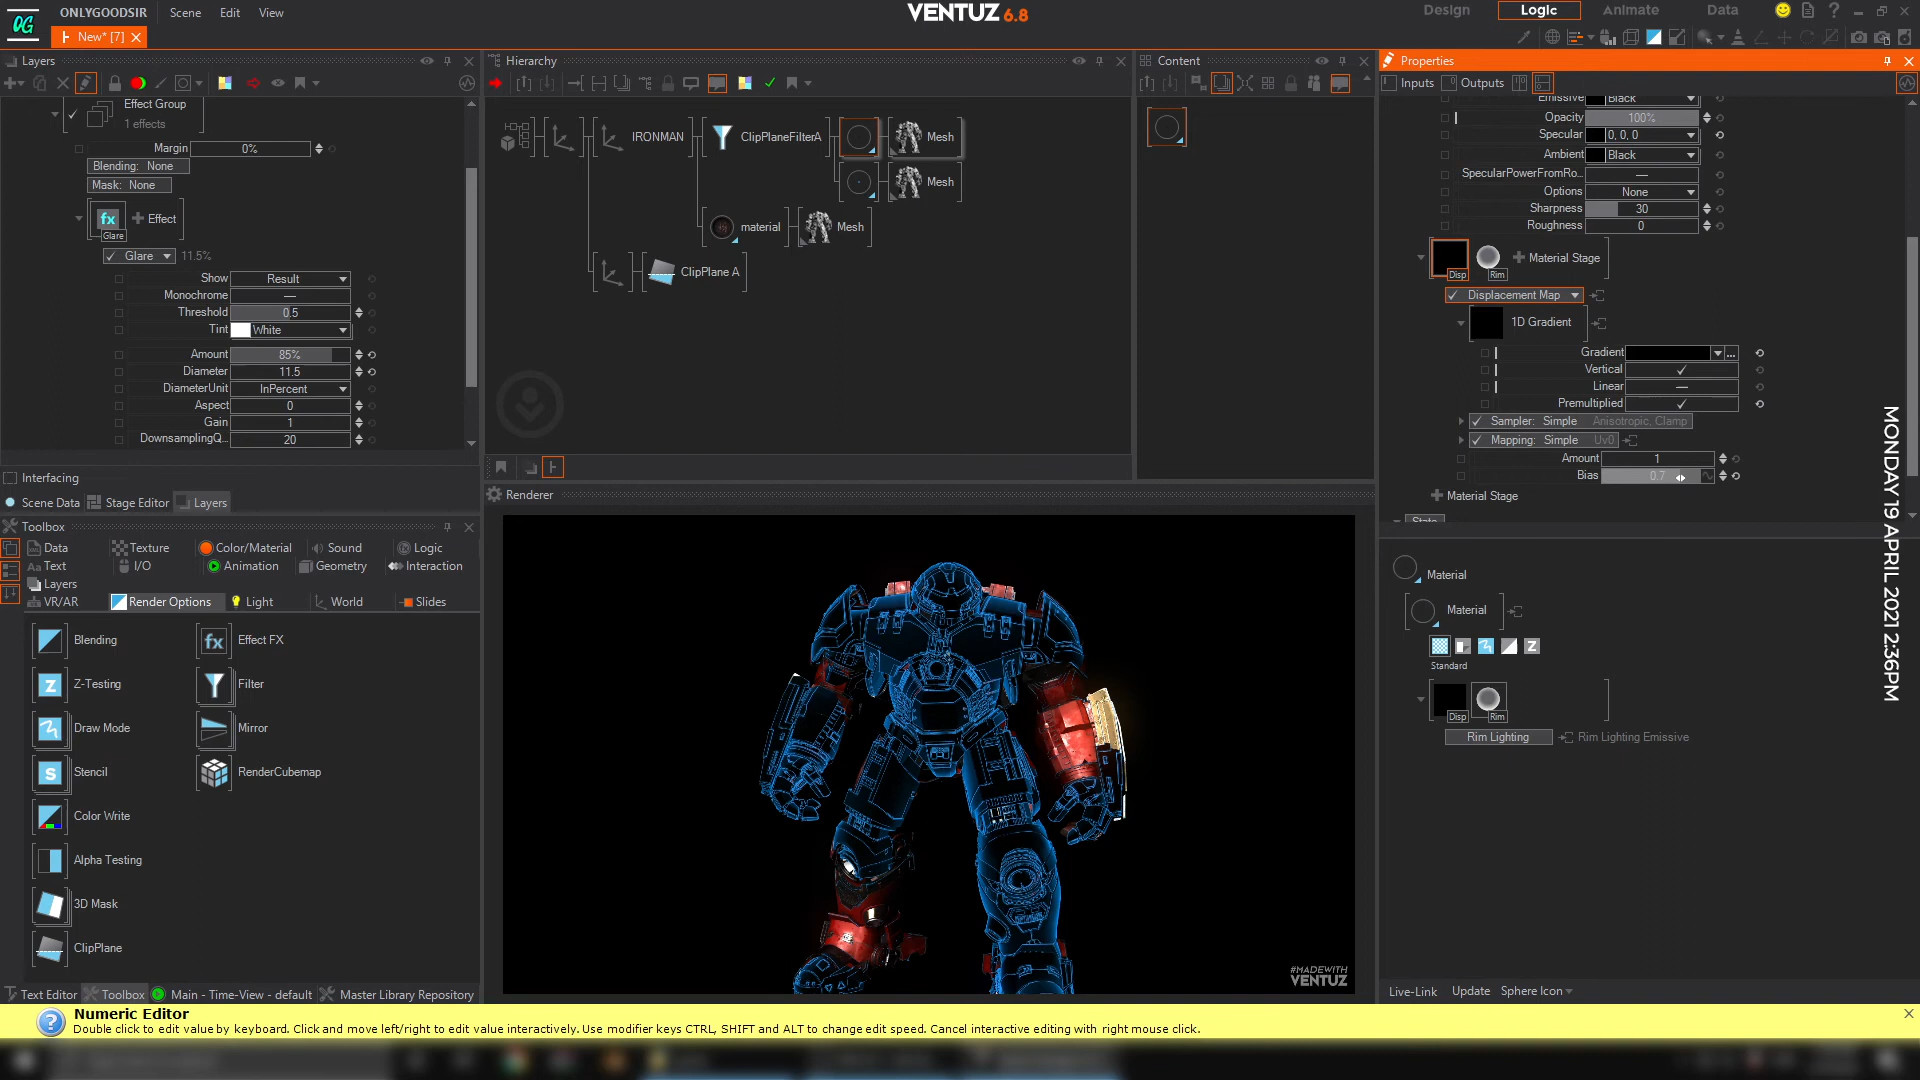 ONLYGOODSIR
Scene
Edit
View
VENTUZ 6.8
Design
Logic
Animate
Data
New* [7]
Layers
Effect Group
1 effects
Margin
0%
Blending: None
Mask: None
fx
Effect
Glare
Glare
11.5%
Show
Result
Monochrome
Threshold
0.5
Tint
White
Amount
85%
Diameter
11.5
DiameterUnit
InPercent
Aspect
0
Gain
1
DownsamplingQ...
20
Interfacing
Scene Data
Stage Editor
Layers
Hierarchy
IRONMAN
ClipPlaneFilterA
Mesh
Mesh
material
Mesh
ClipPlane A
Content
Properties
Inputs
Outputs
Emissive
Black
Opacity
100%
Specular
0, 0, 0
Ambient
Black
SpecularPowerFromRo...
Options
None
Sharpness
30
Roughness
0
Disp
Rim
Material Stage
Displacement Map
1D Gradient
Gradient
Vertical
Linear
Premultiplied
Sampler: Simple
Anisotropic, Clamp
Mapping: Simple
Uv0
Amount
1
Bias
0.7
Material Stage
State
MONDAY 19 APRIL 2021 2:36PM
Material
Material
Standard
Disp
Rim
Rim Lighting
Rim Lighting Emissive
Live-Link
Update
Sphere Icon
Renderer
#MADEWITH
VENTUZ
Toolbox
Data
Texture
Color/Material
Sound
Logic
Text
I/O
Animation
Geometry
Interaction
Layers
VR/AR
Render Options
Light
World
Slides
Blending
Effect FX
Z-Testing
Filter
Draw Mode
Mirror
Stencil
RenderCubemap
Color Write
Alpha Testing
3D Mask
ClipPlane
Text Editor
Toolbox
Main - Time-View - default
Master Library Repository
Numeric Editor
Double click to edit value by keyboard. Click and move left/right to edit value interactively. Use modifier keys CTRL, SHIFT and ALT to change edit speed. Cancel interactive editing with right mouse click.